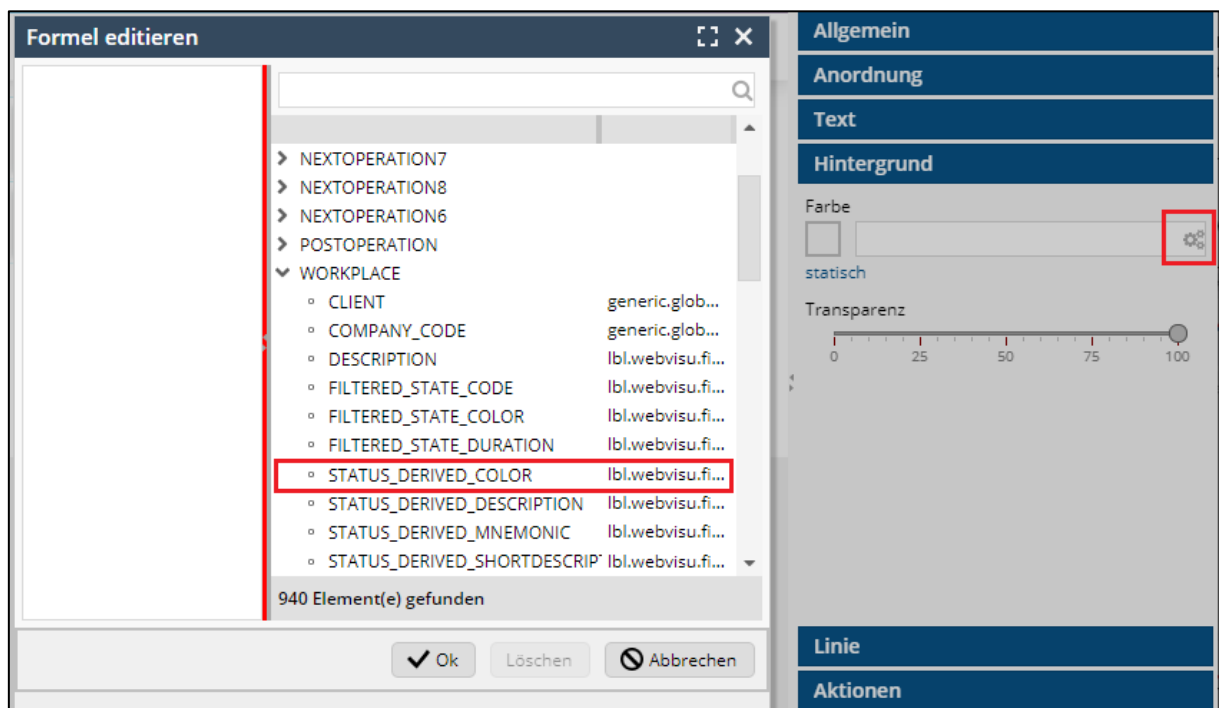 Formel editieren
NEXTOPERATION7
NEXTOPERATION8
NEXTOPERATION6
POSTOPERATION
WORKPLACE
CLIENT generic.glob...
COMPANY_CODE generic.glob...
DESCRIPTION lbl.webvisu.fi...
FILTERED_STATE_CODE lbl.webvisu.fi...
FILTERED_STATE_COLOR lbl.webvisu.fi...
FILTERED_STATE_DURATION lbl.webvisu.fi...
STATUS_DERIVED_COLOR lbl.webvisu.fi...
STATUS_DERIVED_DESCRIPTION lbl.webvisu.fi...
STATUS_DERIVED_MNEMONIC lbl.webvisu.fi...
STATUS_DERIVED_SHORTDESCRIP lbl.webvisu.fi...
940 Element(e) gefunden
Ok Löschen Abbrechen
Allgemein
Anordnung
Text
Hintergrund
Farbe
statisch
Transparenz
0 25 50 75 100
Linie
Aktionen